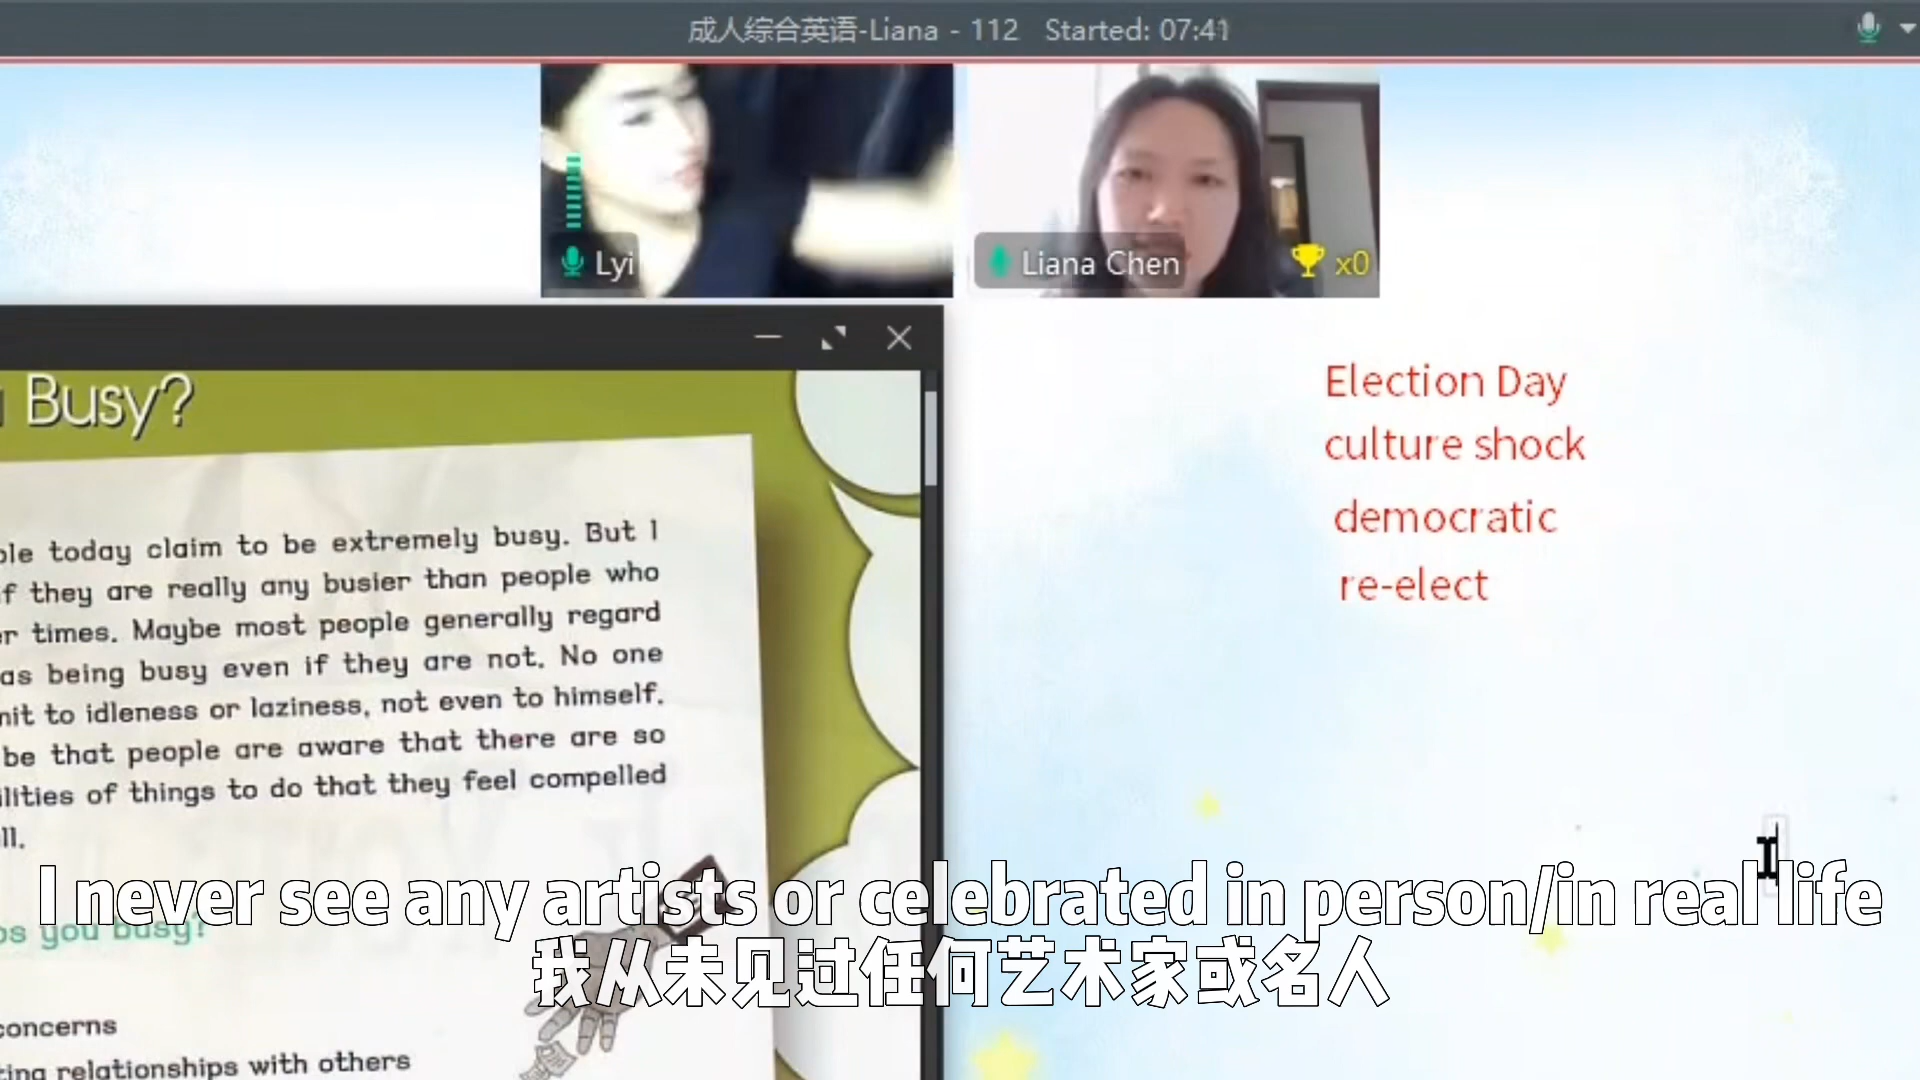 成人综合英语-Liana - 112 Started: 07:41
Lyi
Liana Chen
x0
Busy?
today claim to be extremely busy. But I
they are really any busier than people who
times. Maybe most people generally regard
as being busy even if they are not. No one
to idleness or laziness, not even to himself.
be that people are aware that there are so
of things to do that they feel compelled
you busy?
concerns
relationships with others
Election Day
culture shock
democratic
re-elect
I never see any artists or celebrated in person/in real life
我从未见过任何艺术家或名人